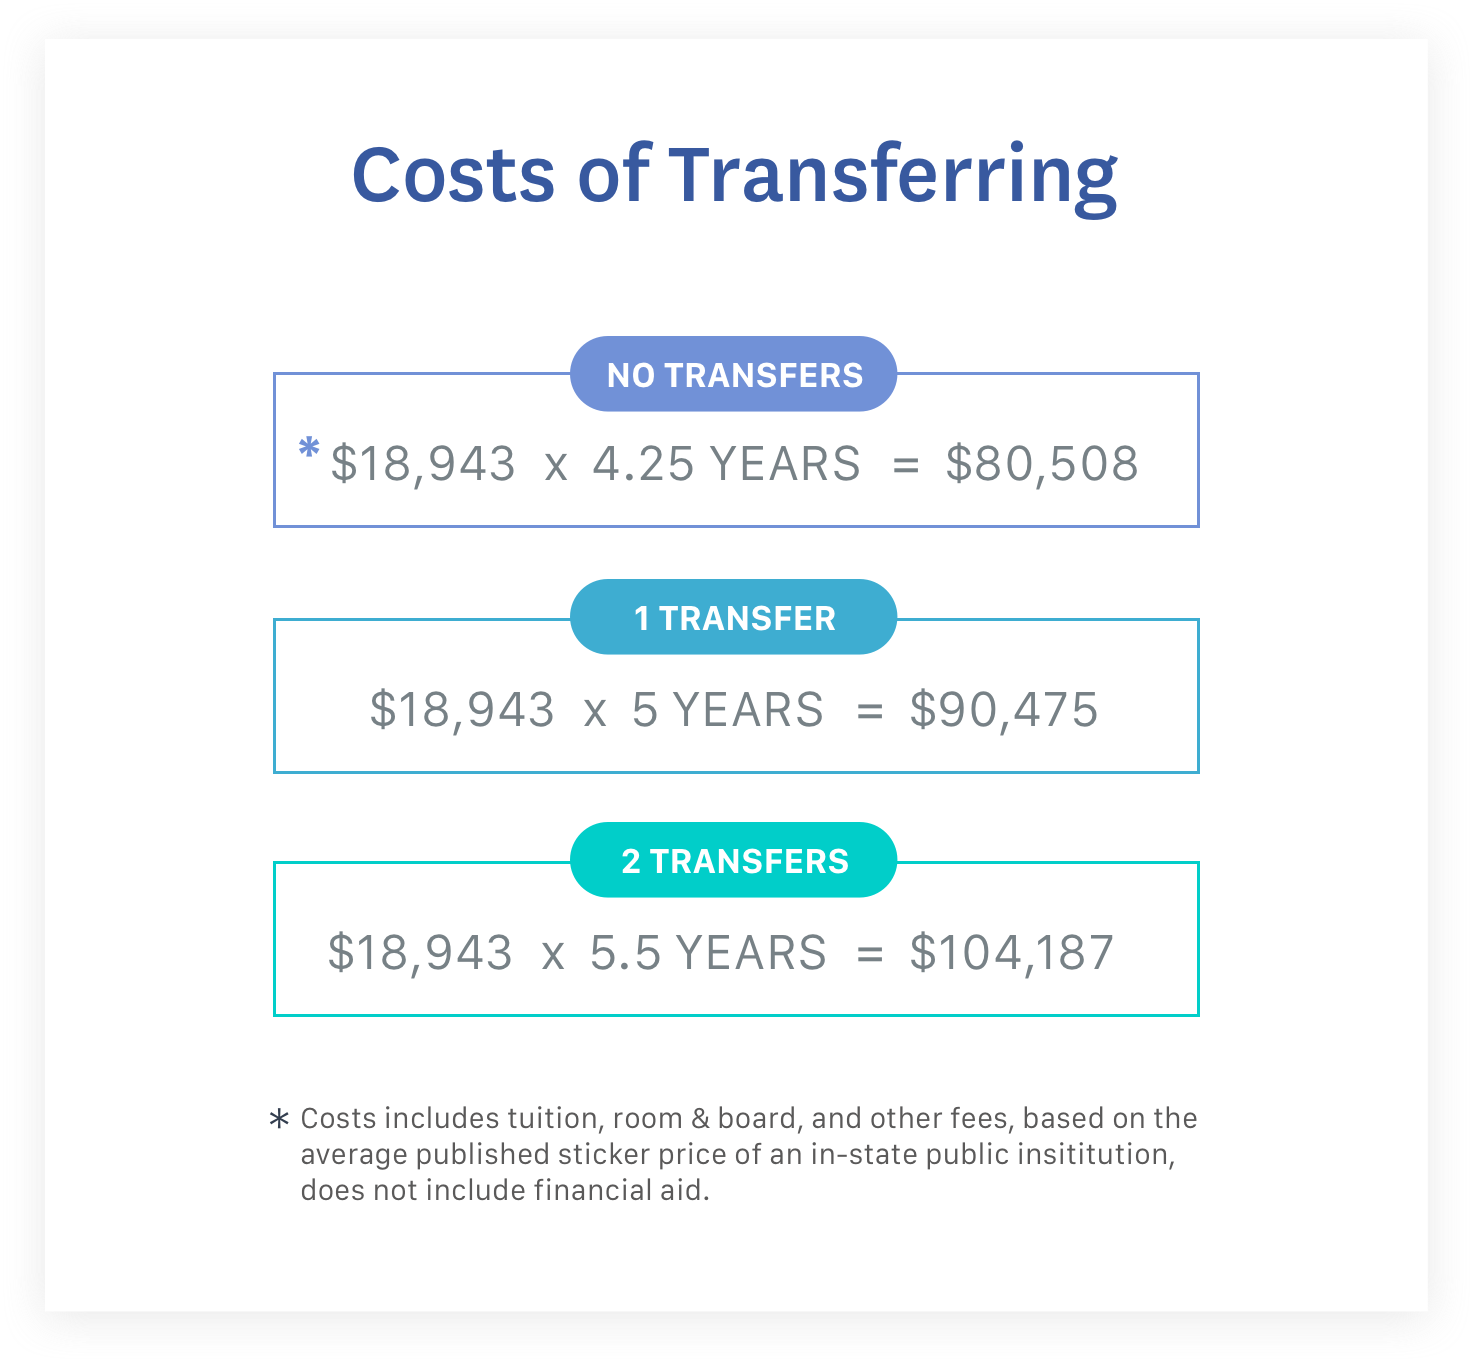 Costs of Transferring
NO TRANSFERS
* $18,943 x 4.25 YEARS = $80,508
1 TRANSFER
$18,943 x 5 YEARS = $90,475
2 TRANSFERS
$18,943 x 5.5 YEARS = $104,187
* Costs includes tuition, room & board, and other fees, based on the
average published sticker price of an in-state public insititution,
does not include financial aid.